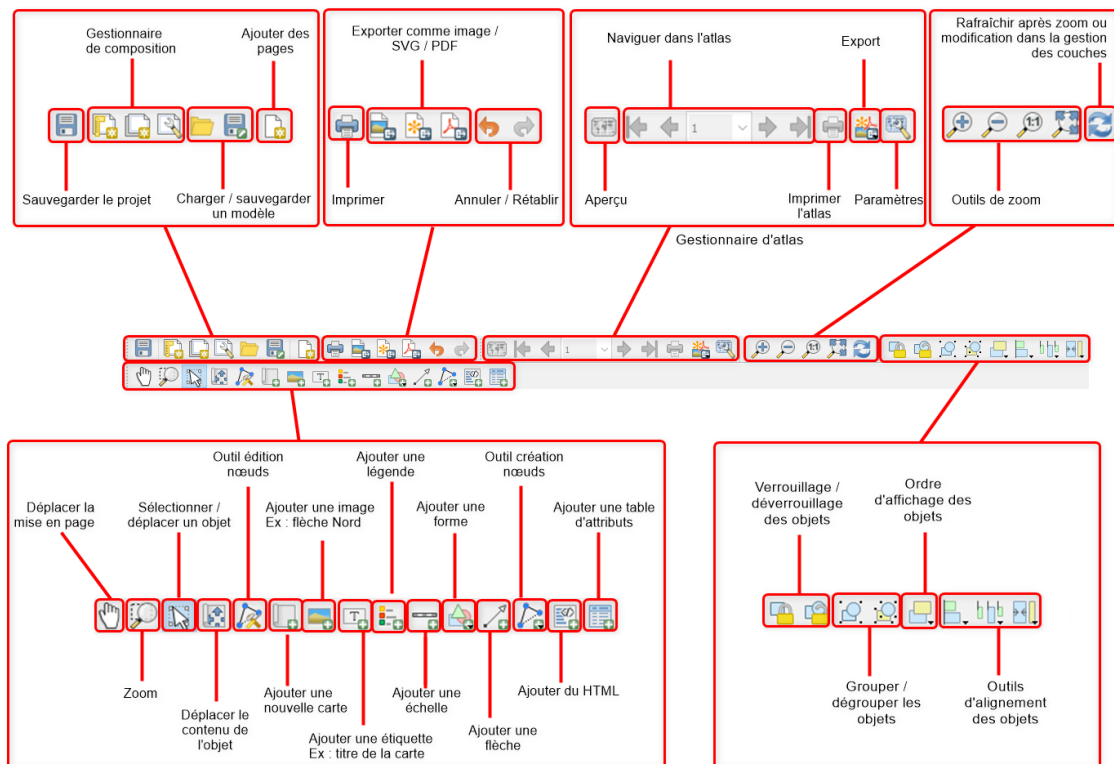 Gestionnaire
de composition
Ajouter des
pages
Sauvegarder le projet
Charger / sauvegarder
un modèle
Exporter comme image /
SVG / PDF
Imprimer
Annuler / Rétablir
Naviguer dans l'atlas
Export
1
Aperçu
Imprimer
l'atlas
Paramètres
Gestionnaire d'atlas
Rafraîchir après zoom ou
modification dans la gestion
des couches
1:1
Outils de zoom
1
1:1
Outil édition
nœuds
Ajouter une
légende
Outil création
nœuds
Déplacer la
mise en page
Sélectionner /
déplacer un objet
Ajouter une image
Ex : flèche Nord
Ajouter une
forme
Ajouter une table
d'attributs
T
Zoom
Déplacer le
contenu de
l'objet
Ajouter une
nouvelle carte
Ajouter une étiquette
Ex : titre de la carte
Ajouter une
échelle
Ajouter une
flèche
Ajouter du HTML
Verrouillage /
déverrouillage
des objets
Ordre
d'affichage des
objets
Grouper /
dégrouper les
objets
Outils
d'alignement
des objets